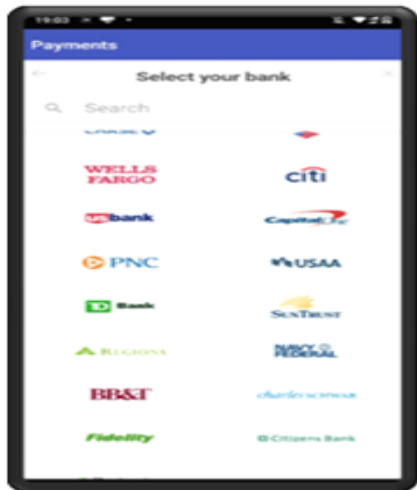 19:03
Payments
Select your bank
Search
CHASE
WELLS FARGO
citi
usbank
Capital One
PNC
USAA
TD Bank
SUNTRUST
REGIONS
NAVY FEDERAL
BB&T
charles SCHWAB
Fidelity
Citizens Bank